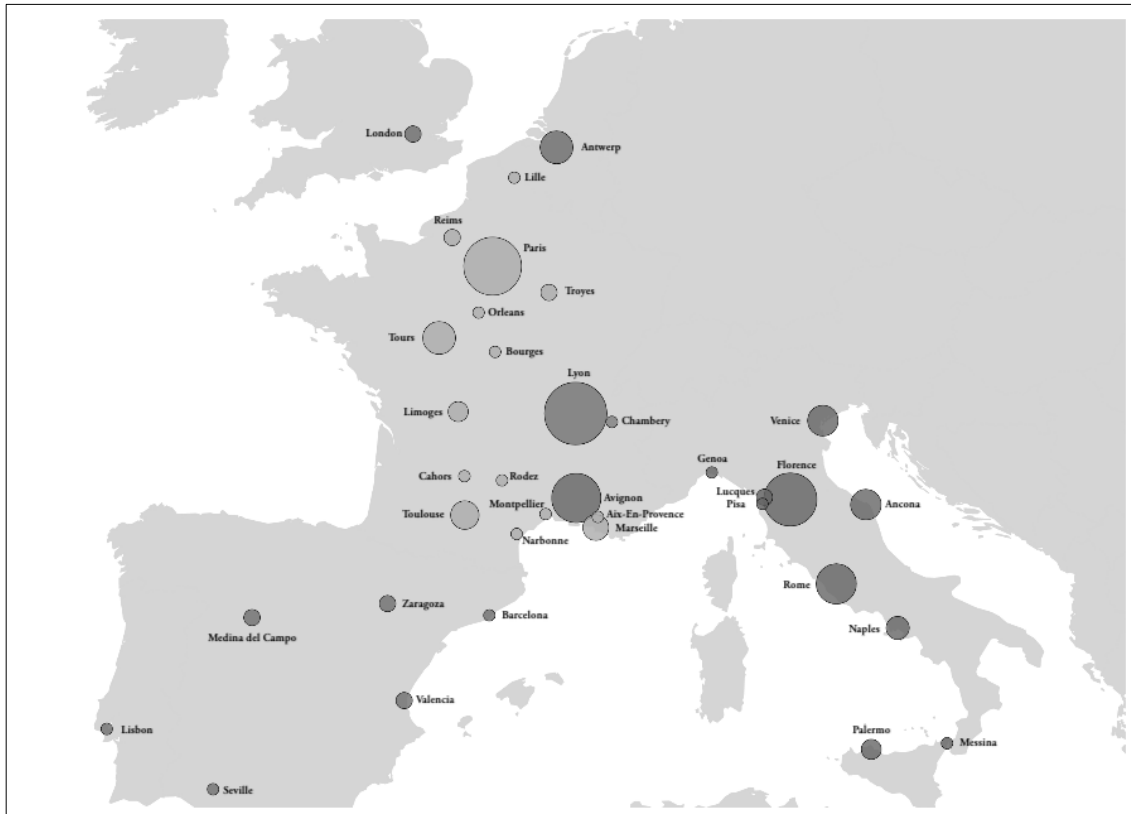 London
Antwerp
Lille
Reims
Paris
Troyes
Orleans
Tours
Bourges
Lyon
Limoges
Chambery
Venice
Genoa
Florence
Cahors
Rodez
Lucques
Pisa
Avignon
Ancona
Montpellier
Aix-En-Provence
Toulouse
Marseille
Narbonne
Rome
Zaragoza
Barcelona
Naples
Medina del Campo
Valencia
Lisbon
Palermo
Messina
Seville